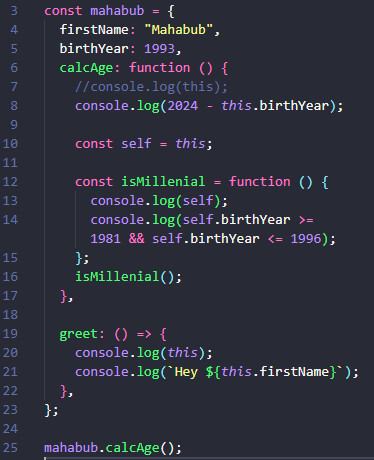 3 const mahabub = {
4   firstName: "Mahabub",
5   birthYear: 1993,
6   calcAge: function () {
7     //console.log(this);
8     console.log(2024 - this.birthYear);
9
10     const self = this;
11
12     const isMillenial = function () {
13       console.log(self);
14       console.log(self.birthYear >=
      1981 && self.birthYear <= 1996);
15     };
16     isMillenial();
17   },
18
19   greet: () => {
20     console.log(this);
21     console.log(`Hey ${this.firstName}`);
22   },
23 };
24
25 mahabub.calcAge();